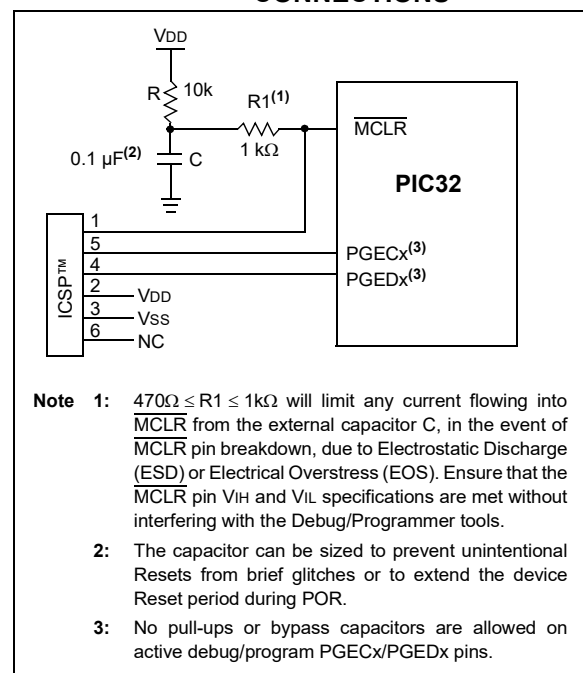 CONNECTIONS
VDD
R 10k
R1(1)
1 kΩ
0.1 µF(2) C
MCLR
PIC32
1
5
4
2
3
6
ICSP™
PGECx(3)
PGEDx(3)
VDD
VSS
NC
Note 1: 470Ω ≤ R1 ≤ 1kΩ will limit any current flowing into
MCLR from the external capacitor C, in the event of
MCLR pin breakdown, due to Electrostatic Discharge
(ESD) or Electrical Overstress (EOS). Ensure that the
MCLR pin VIH and VIL specifications are met without
interfering with the Debug/Programmer tools.
2: The capacitor can be sized to prevent unintentional
Resets from brief glitches or to extend the device
Reset period during POR.
3: No pull-ups or bypass capacitors are allowed on
active debug/program PGECx/PGEDx pins.